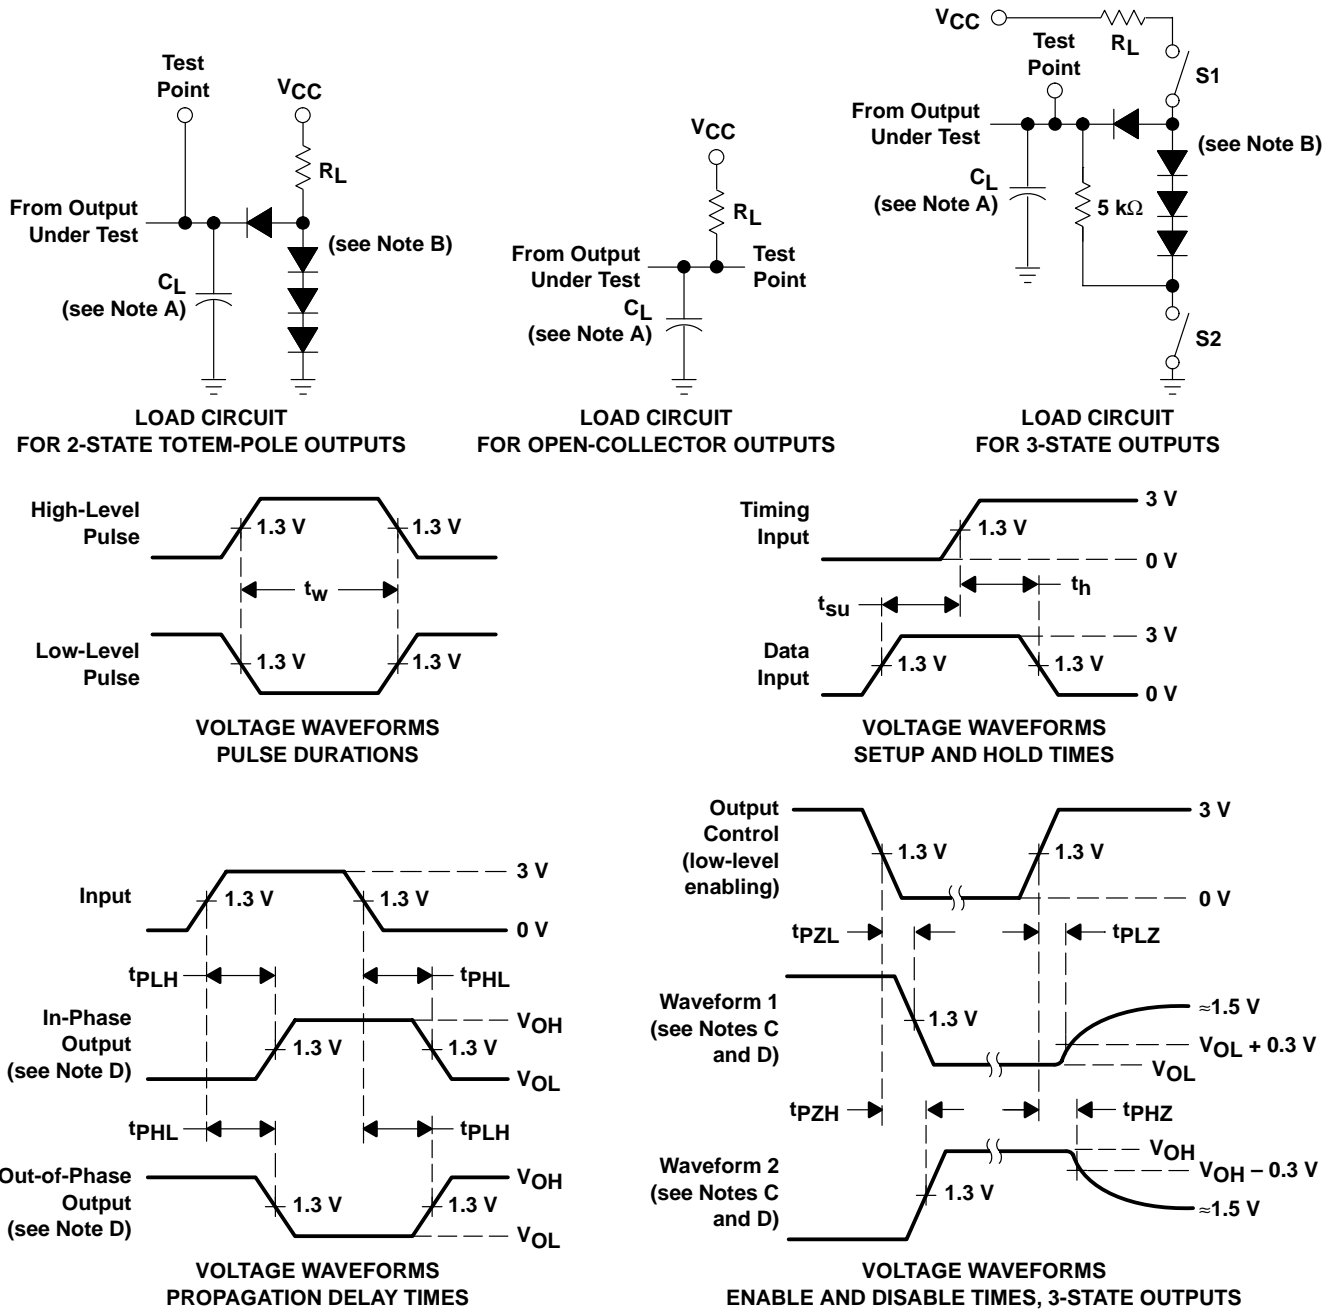 Test
Point
VCC
RL
From Output
Under Test
(see Note B)
CL
(see Note A)
LOAD CIRCUIT
FOR 2-STATE TOTEM-POLE OUTPUTS
VCC
RL
From Output
Under Test
Test
Point
CL
(see Note A)
LOAD CIRCUIT
FOR OPEN-COLLECTOR OUTPUTS
VCC
RL
Test
Point
S1
From Output
Under Test
(see Note B)
CL
(see Note A)
5 kΩ
S2
LOAD CIRCUIT
FOR 3-STATE OUTPUTS
High-Level
Pulse
1.3 V
1.3 V
tw
Low-Level
Pulse
1.3 V
1.3 V
VOLTAGE WAVEFORMS
PULSE DURATIONS
Timing
Input
3 V
1.3 V
0 V
th
tsu
Data
Input
3 V
1.3 V
1.3 V
0 V
VOLTAGE WAVEFORMS
SETUP AND HOLD TIMES
Input
3 V
1.3 V
1.3 V
0 V
tPLH
tPHL
In-Phase
Output
(see Note D)
VOH
1.3 V
1.3 V
VOL
tPHL
tPLH
Out-of-Phase
Output
(see Note D)
VOH
1.3 V
1.3 V
VOL
VOLTAGE WAVEFORMS
PROPAGATION DELAY TIMES
Output
Control
(low-level
enabling)
3 V
1.3 V
1.3 V
0 V
tPZL
tPLZ
Waveform 1
(see Notes C
and D)
1.3 V
≈1.5 V
VOL + 0.3 V
VOL
tPZH
tPHZ
Waveform 2
(see Notes C
and D)
1.3 V
VOH
VOH – 0.3 V
≈1.5 V
VOLTAGE WAVEFORMS
ENABLE AND DISABLE TIMES, 3-STATE OUTPUTS